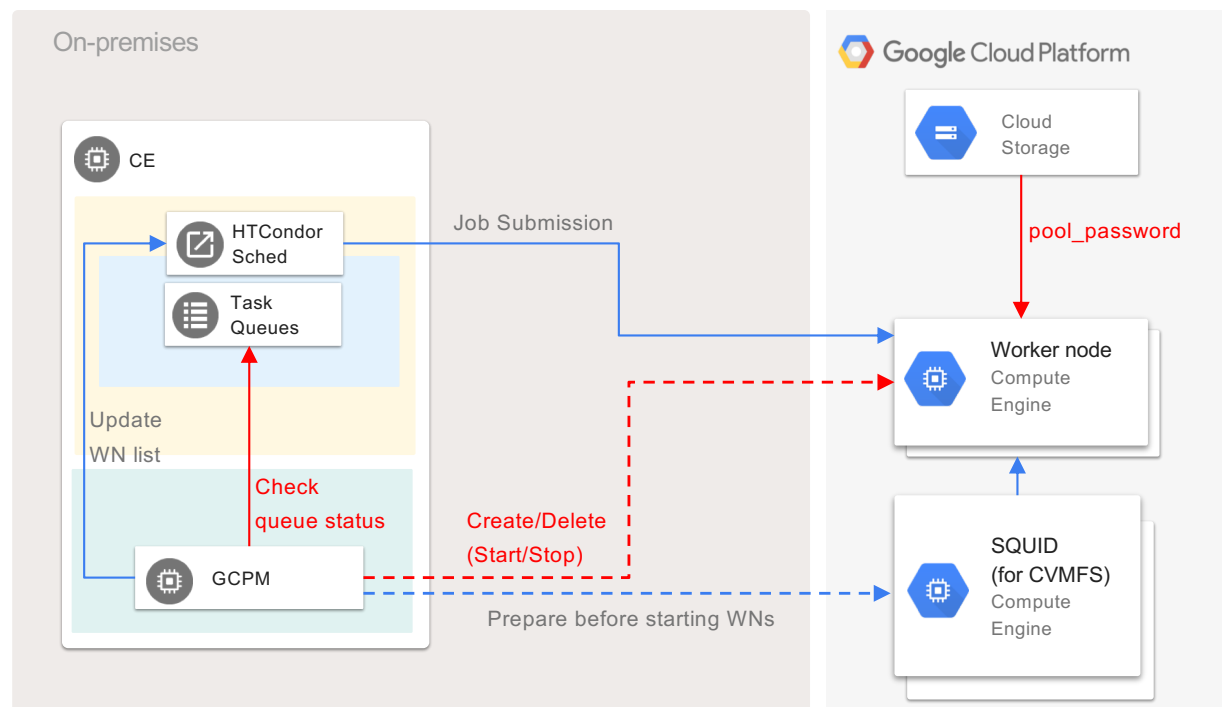 On-premises
Google Cloud Platform
Cloud
Storage
CE
HTCondor
Sched
Job Submission
pool_password
Task
Queues
Worker node
Compute
Engine
Update
WN list
Check
queue status
Create/Delete
(Start/Stop)
GCPM
Prepare before starting WNs
SQUID
(for CVMFS)
Compute
Engine